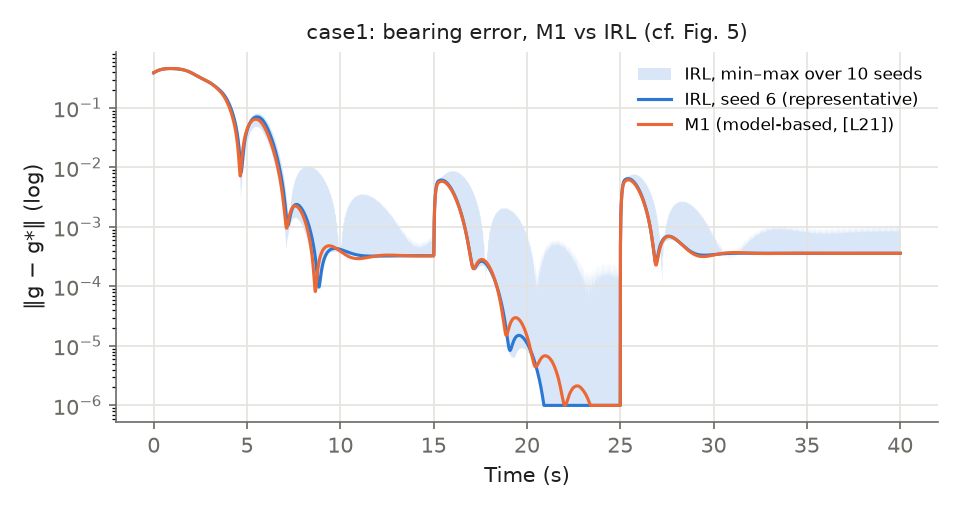 case1: bearing error, M1 vs IRL (cf. Fig. 5)
IRL, min–max over 10 seeds
IRL, seed 6 (representative)
M1 (model-based, [L21])
‖g − g*‖ (log)
10⁻¹
10⁻²
10⁻³
10⁻⁴
10⁻⁵
10⁻⁶
0 5 10 15 20 25 30 35 40
Time (s)